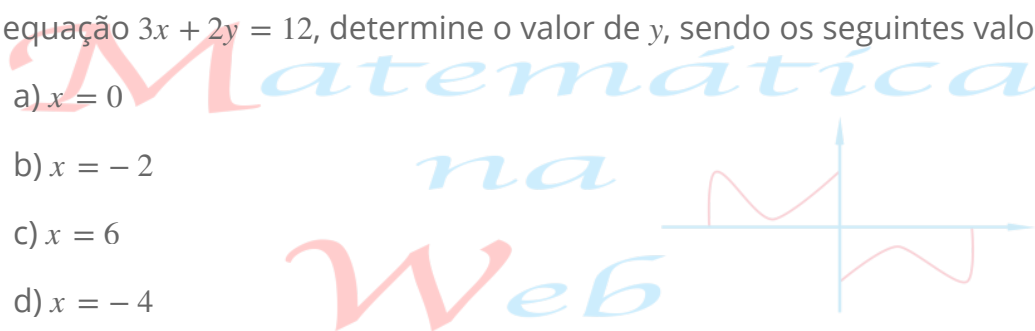 equação 3x + 2y = 12, determine o valor de y, sendo os seguintes valo
Matemática
a) x = 0
b) x = − 2
na
c) x = 6
Web
d) x = − 4